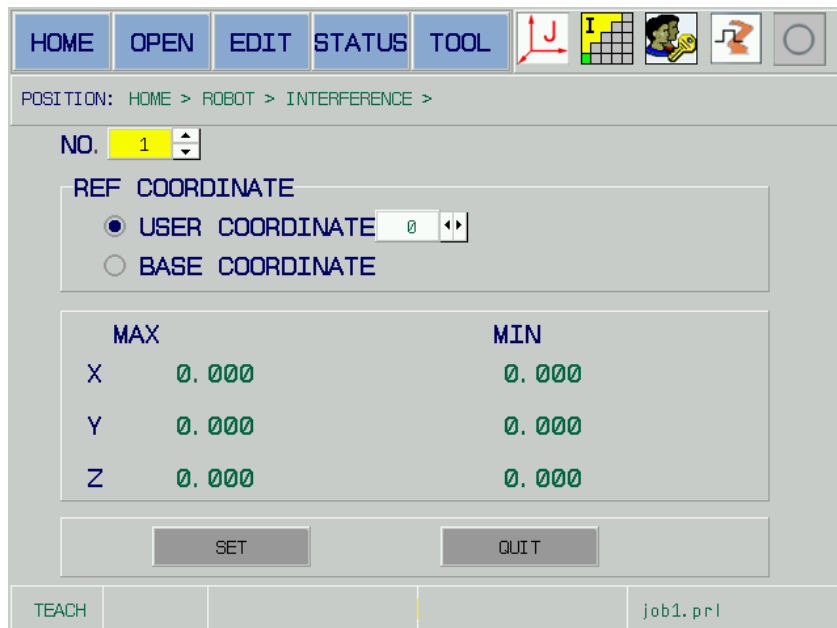 HOME OPEN EDIT STATUS TOOL J I
POSITION: HOME > ROBOT > INTERFERENCE >
NO. 1
REF COORDINATE
USER COORDINATE 0
BASE COORDINATE
MAX MIN
X 0.000 0.000
Y 0.000 0.000
Z 0.000 0.000
SET QUIT
TEACH job1.prl